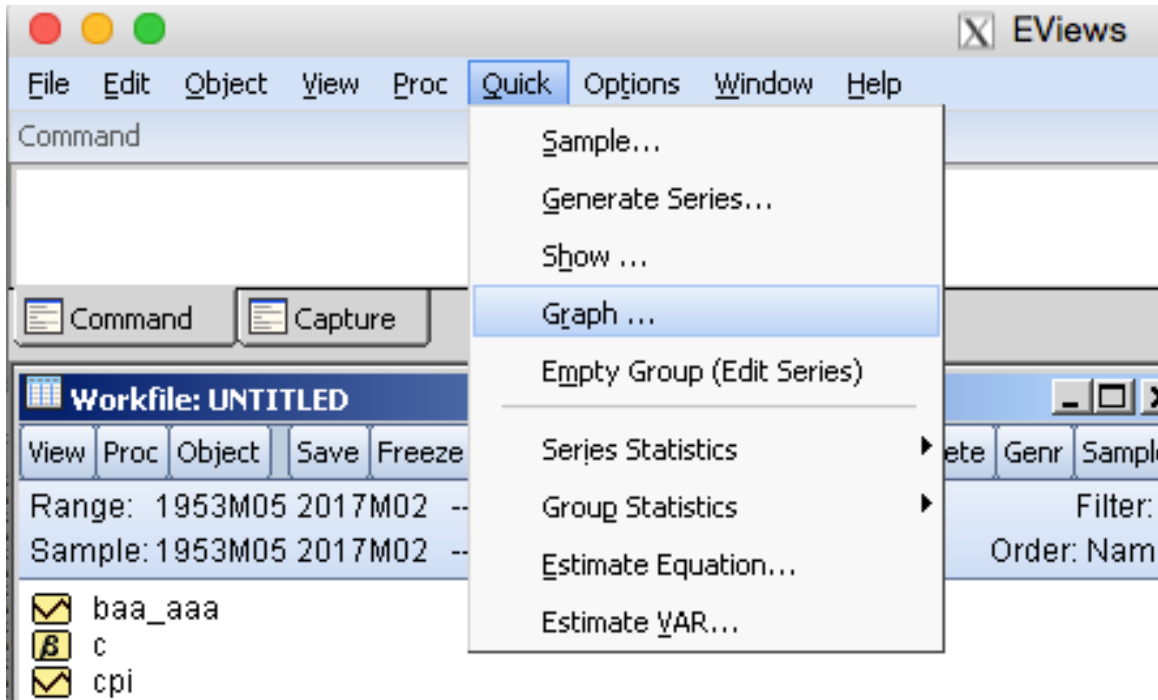 EViews
File Edit Object View Proc Quick Options Window Help
Command
Sample...
Generate Series...
Show ...
Graph ...
Empty Group (Edit Series)
Series Statistics
Group Statistics
Estimate Equation...
Estimate VAR...
Command Capture
Workfile: UNTITLED
View Proc Object Save Freeze ete Genr Sampl
Range: 1953M05 2017M02 -- Filter:
Sample: 1953M05 2017M02 -- Order: Nam
baa_aaa
β c
cpi